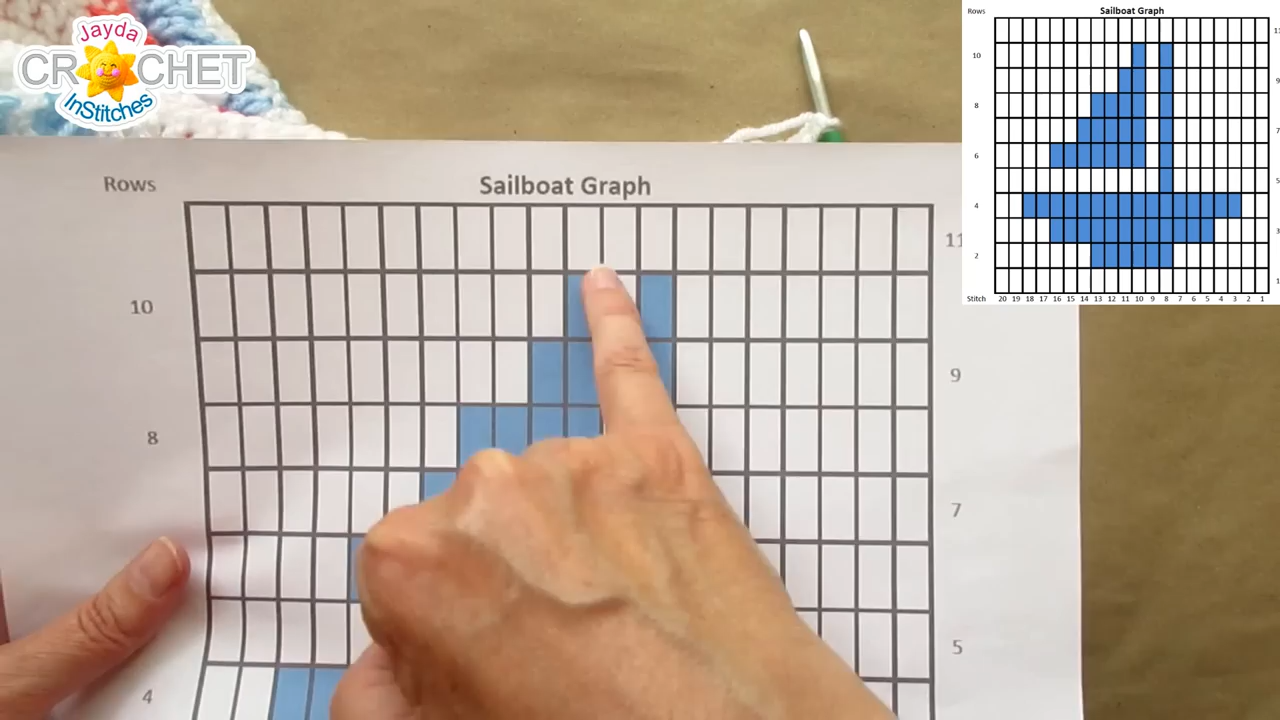 Jayda
CROCHET
InStitches
Rows
Sailboat Graph
11
10
9
8
7
5
4
Rows
Sailboat Graph
11
10
9
8
7
6
5
4
3
2
1
Stitch 20 19 18 17 16 15 14 13 12 11 10 9 8 7 6 5 4 3 2 1